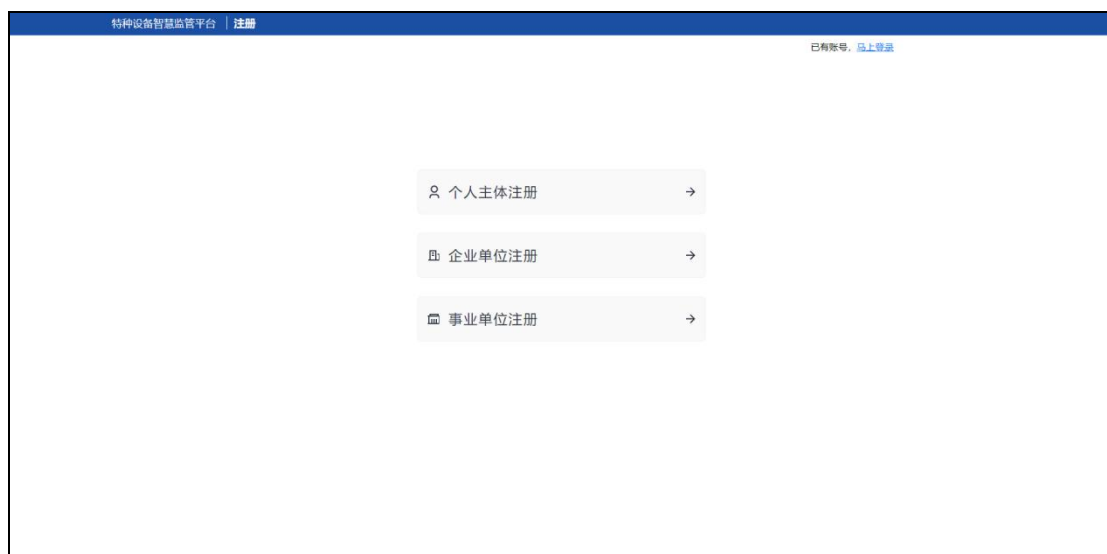 特种设备智慧监管平台 | 注册
已有账号，马上登录
个人主体注册
企业单位注册
事业单位注册